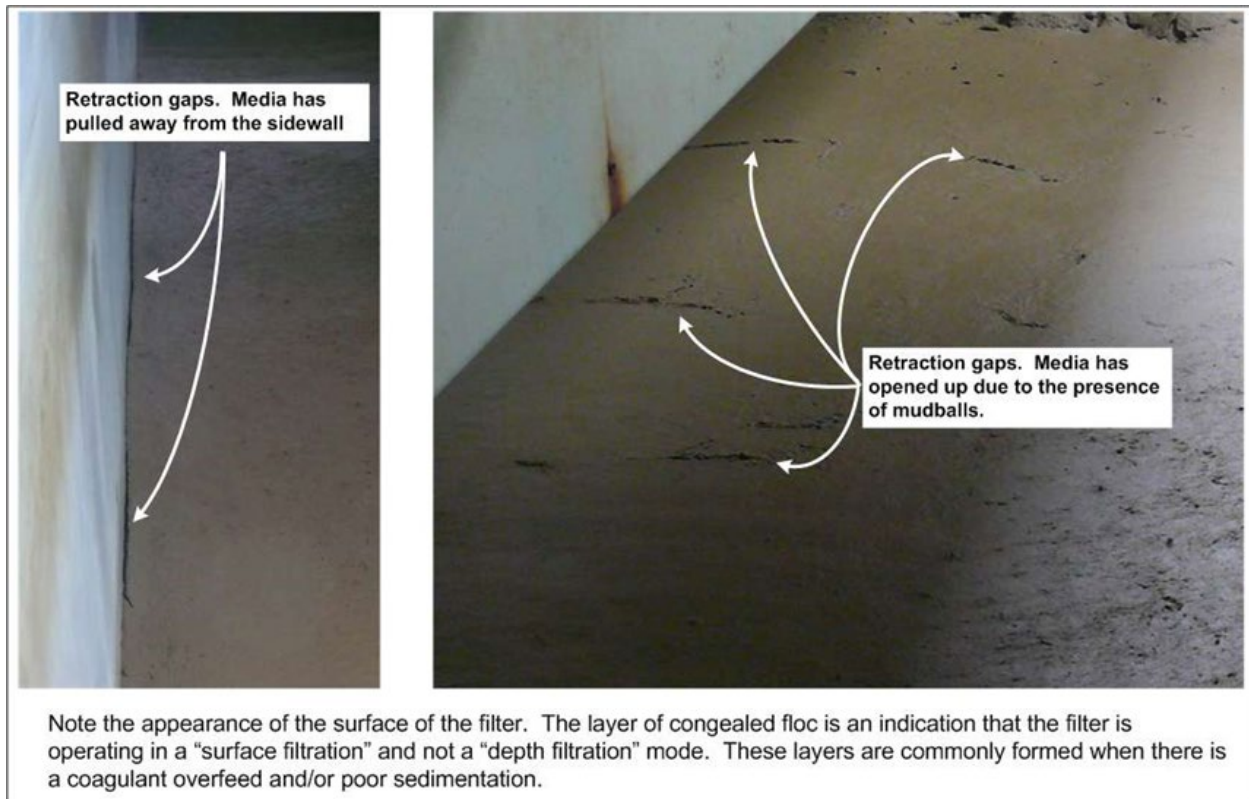 Retraction gaps.  Media has
pulled away from the sidewall
Retraction gaps.  Media has
opened up due to the presence
of mudballs.
Note the appearance of the surface of the filter.  The layer of congealed floc is an indication that the filter is
operating in a “surface filtration” and not a “depth filtration” mode.  These layers are commonly formed when there is
a coagulant overfeed and/or poor sedimentation.